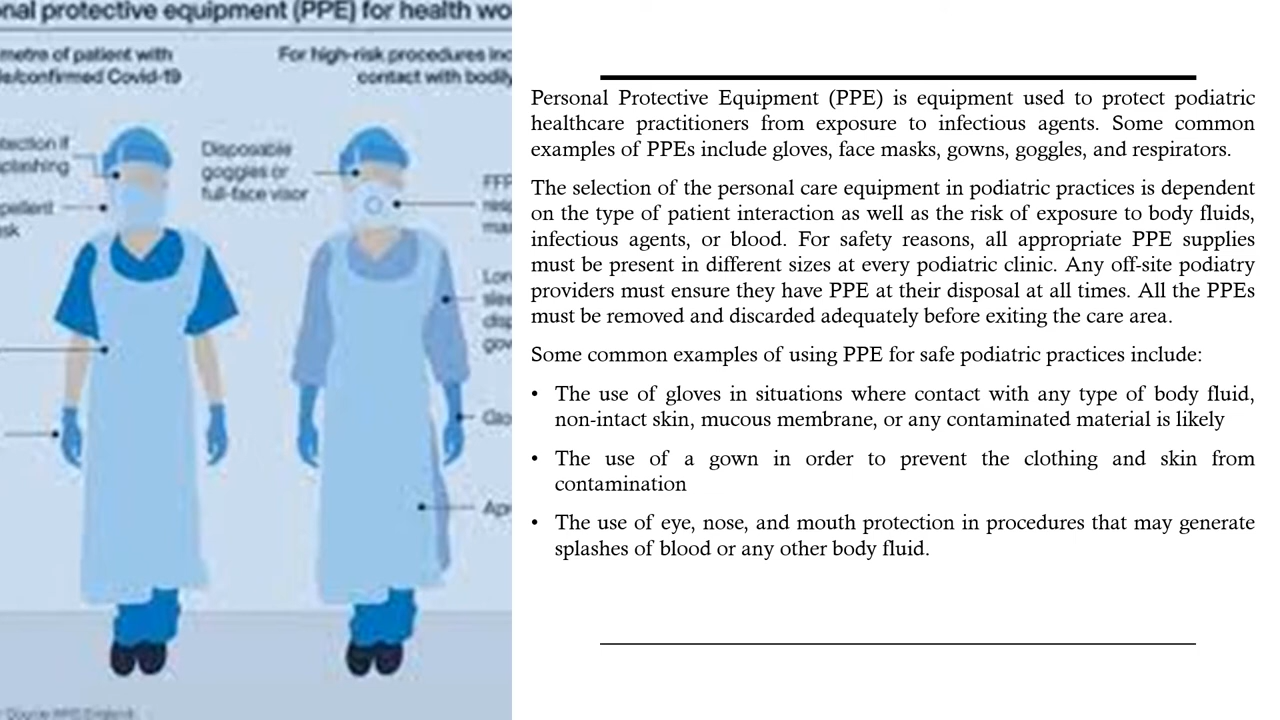 nal protective equipment (PPE) for health wo
metre of patient with
le/confirmed Covid-19
For high-risk procedures inc
contact with bodily
tection if
splashing
Disposable
goggles or
full-face visor
pellent
sk
FFP
resp
mas
Lon
slee
disp
gov
Glo
Apr
Personal Protective Equipment (PPE) is equipment used to protect podiatric
healthcare practitioners from exposure to infectious agents. Some common
examples of PPEs include gloves, face masks, gowns, goggles, and respirators.
The selection of the personal care equipment in podiatric practices is dependent
on the type of patient interaction as well as the risk of exposure to body fluids,
infectious agents, or blood. For safety reasons, all appropriate PPE supplies
must be present in different sizes at every podiatric clinic. Any off-site podiatry
providers must ensure they have PPE at their disposal at all times. All the PPEs
must be removed and discarded adequately before exiting the care area.
Some common examples of using PPE for safe podiatric practices include:
• The use of gloves in situations where contact with any type of body fluid,
non-intact skin, mucous membrane, or any contaminated material is likely
• The use of a gown in order to prevent the clothing and skin from
contamination
• The use of eye, nose, and mouth protection in procedures that may generate
splashes of blood or any other body fluid.